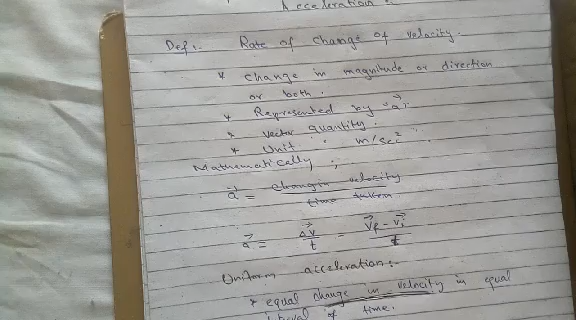 Acceleration :
Def:- Rate of change of velocity.
* change in magnitude or direction
or both.
* Represented by "a⃗".
* vector quantity.
* Unit " m/sec² ".
Mathematically ;
a⃗ = change in velocity / time taken
a⃗ = Δv⃗ / t = v⃗f - v⃗i / t
Uniform acceleration:-
* equal change in velocity in equal
interval of time.